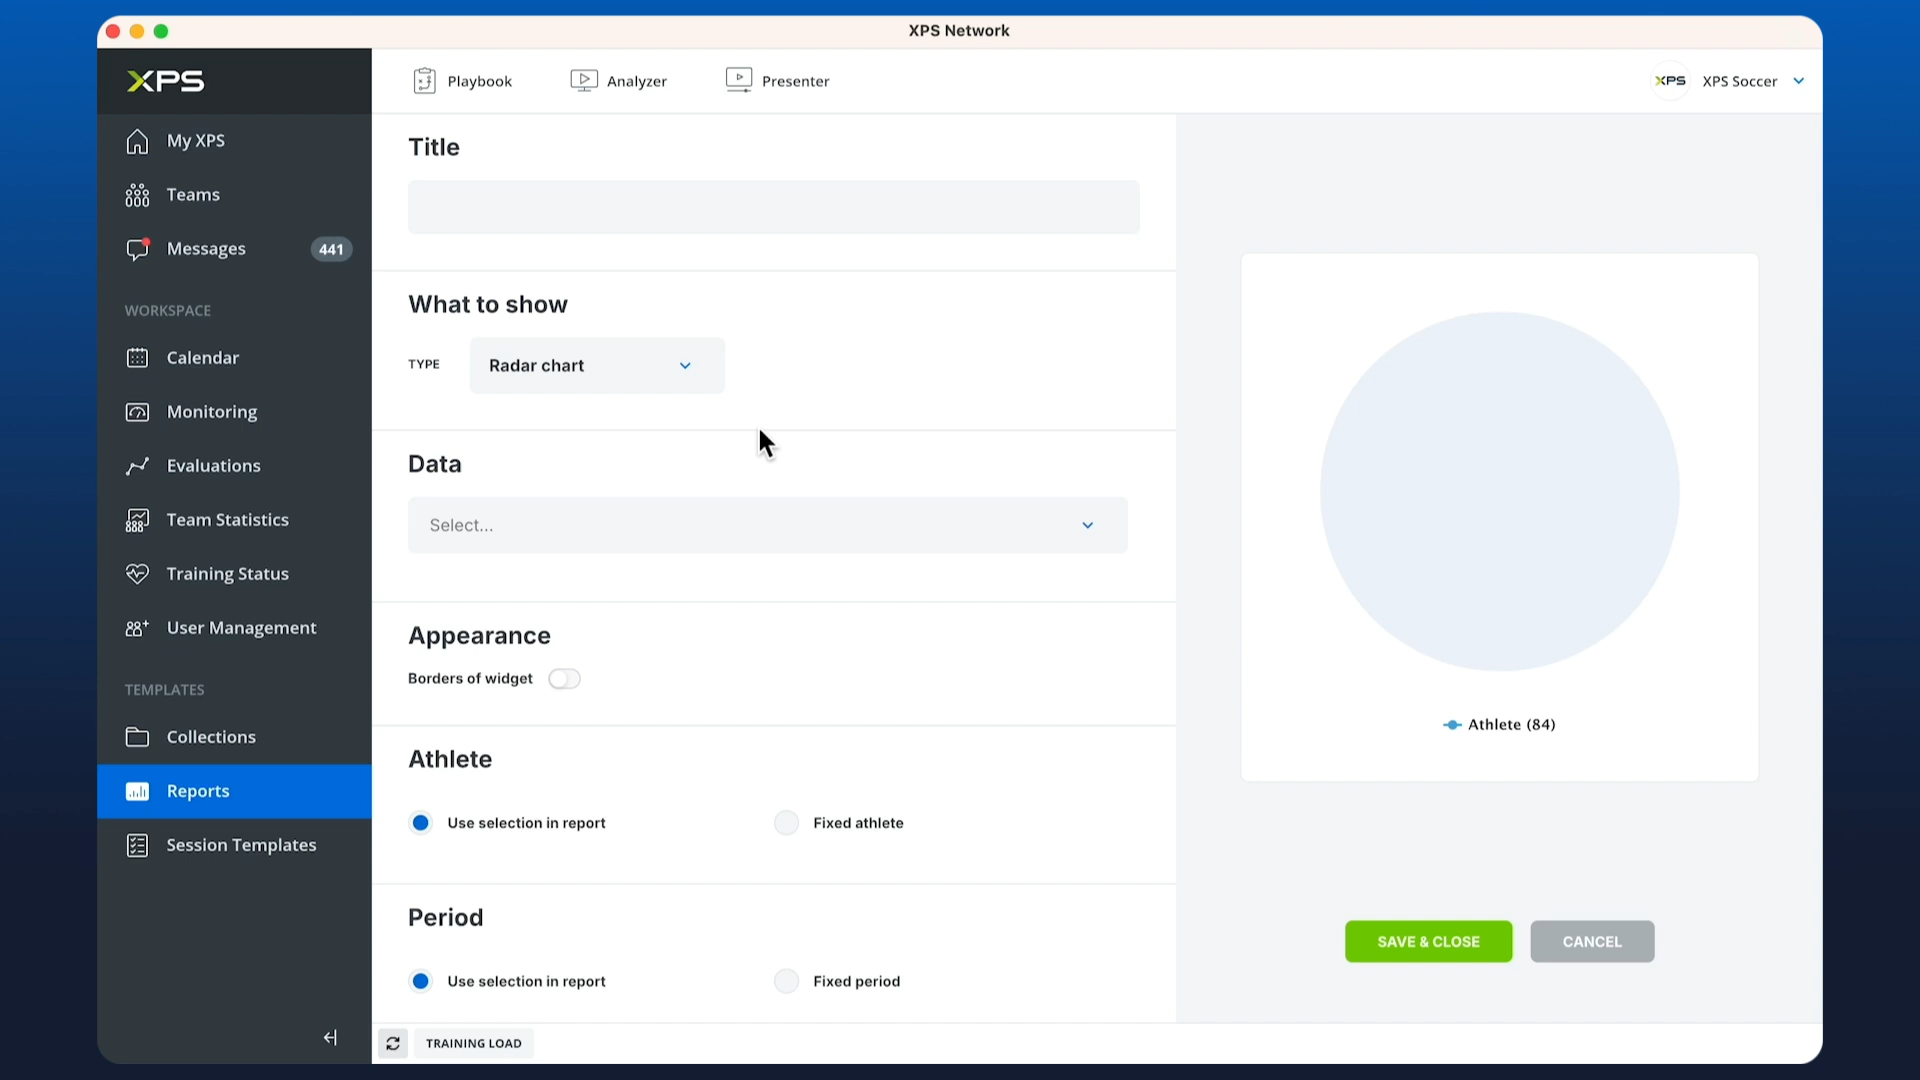 XPS Network
XPS
Playbook
Analyzer
Presenter
XPS
XPS Soccer
My XPS
Teams
Messages
441
WORKSPACE
Calendar
Monitoring
Evaluations
Team Statistics
Training Status
User Management
TEMPLATES
Collections
Reports
Session Templates
Title
What to show
TYPE
Radar chart
Data
Select...
Appearance
Borders of widget
Athlete
Use selection in report
Fixed athlete
Period
Use selection in report
Fixed period
Athlete (84)
SAVE & CLOSE
CANCEL
TRAINING LOAD